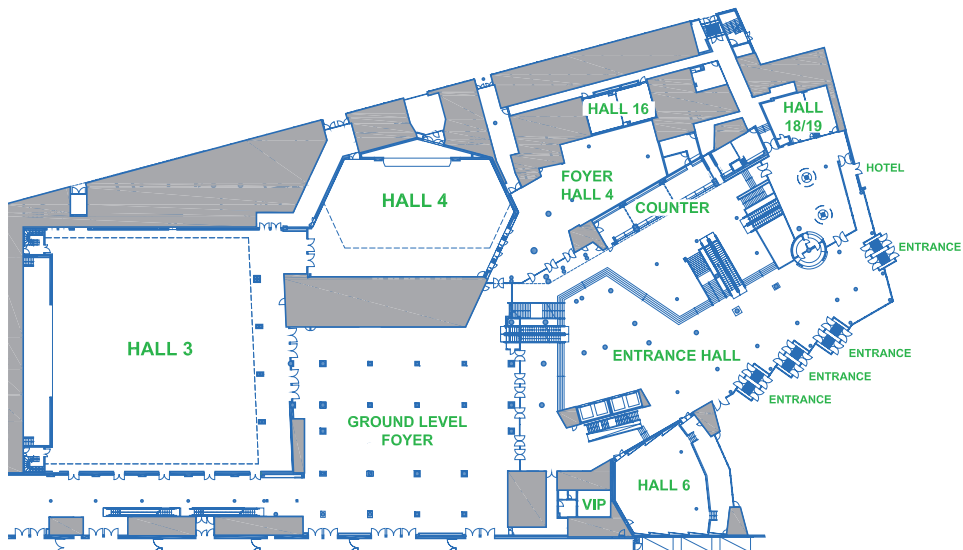 HALL 16
HALL
18/19
HOTEL
FOYER
HALL 4
HALL 4
COUNTER
ENTRANCE
HALL 3
ENTRANCE HALL
ENTRANCE
ENTRANCE
ENTRANCE
GROUND LEVEL
FOYER
HALL 6
VIP